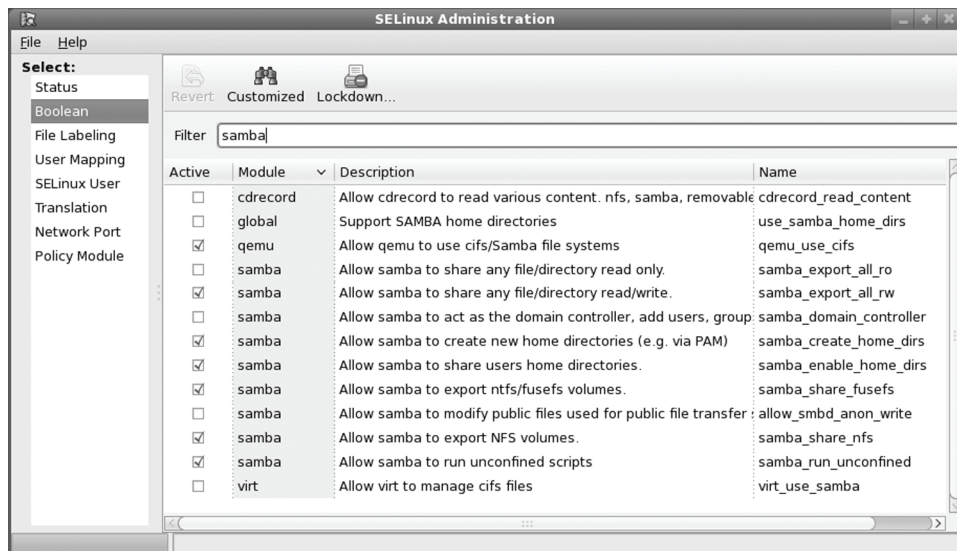 SELinux Administration
File Help
Select:
Status
Boolean
File Labeling
User Mapping
SELinux User
Translation
Network Port
Policy Module
Revert Customized Lockdown...
Filter samba
Active Module Description Name
cdrecord Allow cdrecord to read various content. nfs, samba, removable cdrecord_read_content
global Support SAMBA home directories use_samba_home_dirs
qemu Allow qemu to use cifs/Samba file systems qemu_use_cifs
samba Allow samba to share any file/directory read only. samba_export_all_ro
samba Allow samba to share any file/directory read/write. samba_export_all_rw
samba Allow samba to act as the domain controller, add users, group samba_domain_controller
samba Allow samba to create new home directories (e.g. via PAM) samba_create_home_dirs
samba Allow samba to share users home directories. samba_enable_home_dirs
samba Allow samba to export ntfs/fusefs volumes. samba_share_fusefs
samba Allow samba to modify public files used for public file transfer allow_smbd_anon_write
samba Allow samba to export NFS volumes. samba_share_nfs
samba Allow samba to run unconfined scripts samba_run_unconfined
virt Allow virt to manage cifs files virt_use_samba